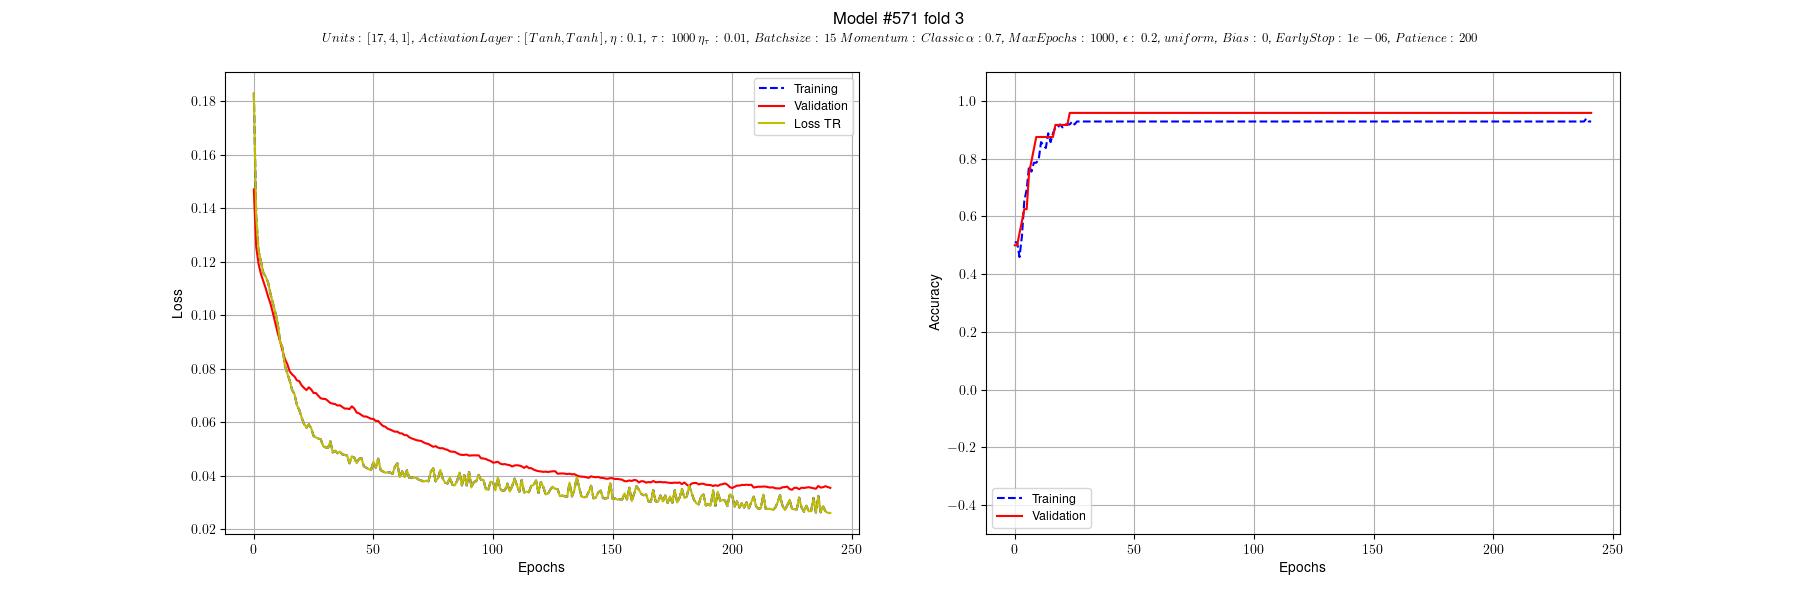 Model #571 fold 3
Units : [17, 4, 1], ActivationLayer : [Tanh, Tanh], η : 0.1, τ : 1000 η_τ : 0.01, Batchsize : 15 Momentum : Classic α : 0.7, MaxEpochs : 1000, ϵ : 0.2, uniform, Bias : 0, EarlyStop : 1e − 06, Patience : 200
Loss
0.18
0.16
0.14
0.12
0.10
0.08
0.06
0.04
0.02
Training
Validation
Loss TR
0 50 100 150 200 250
Epochs
Accuracy
1.0
0.8
0.6
0.4
0.2
0.0
−0.2
−0.4
Training
Validation
0 50 100 150 200 250
Epochs